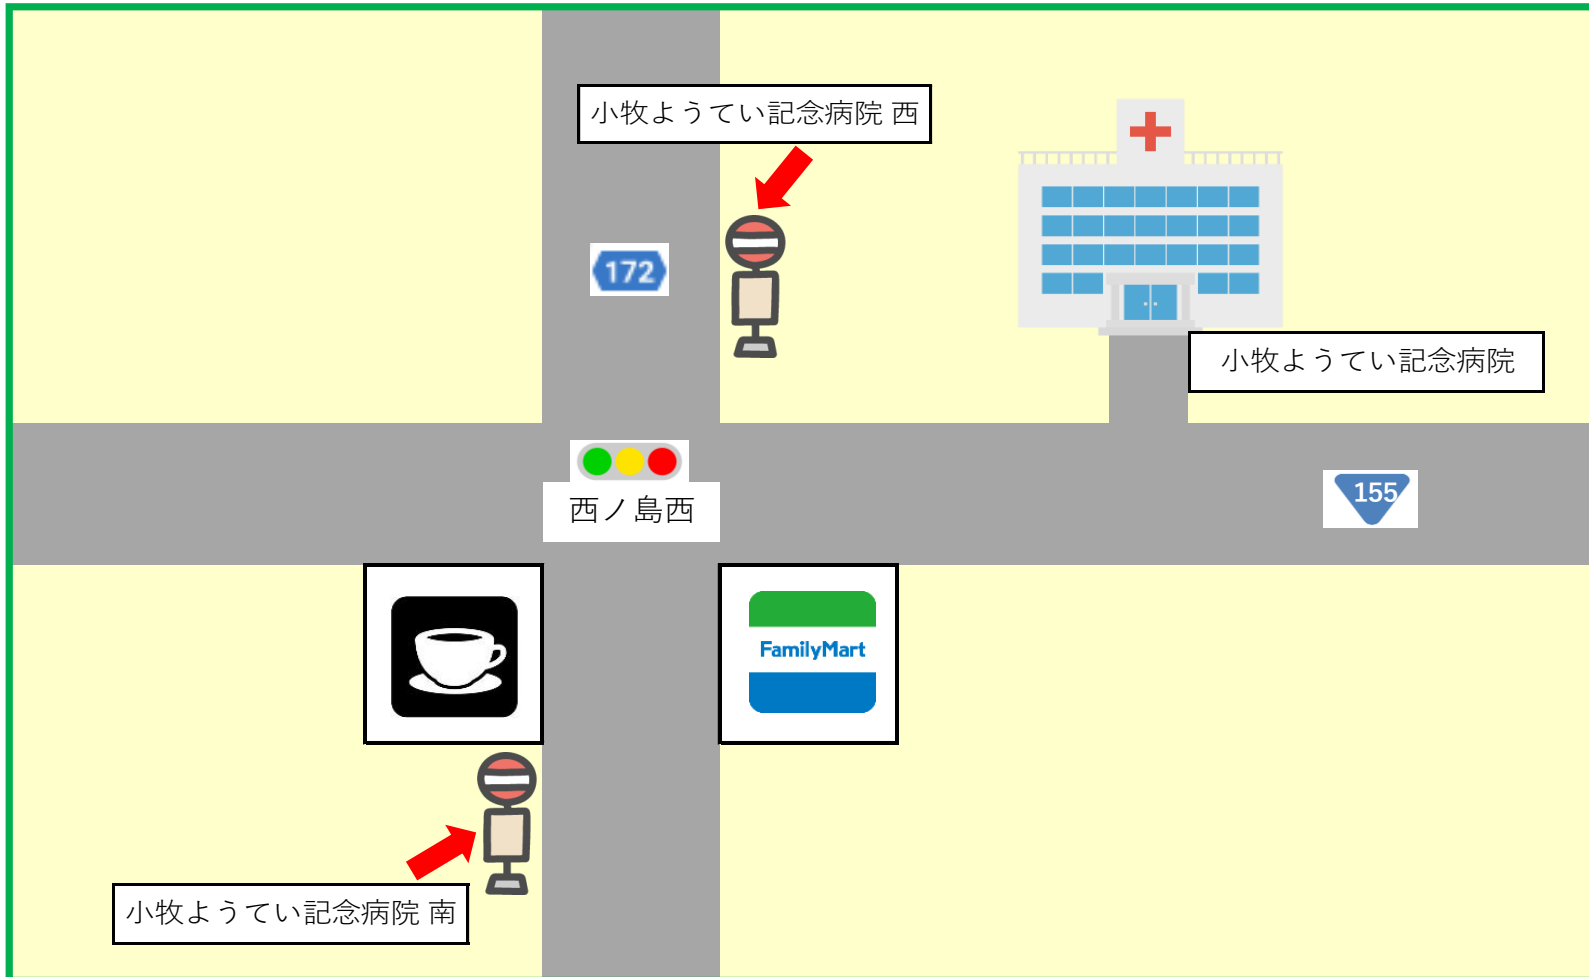 小牧ようてい記念病院 西
172
小牧ようてい記念病院
西ノ島西
155
FamilyMart
小牧ようてい記念病院 南